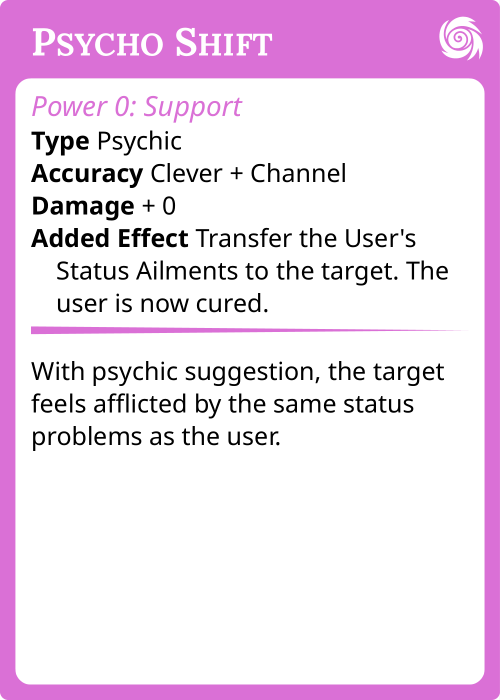 Psycho Shift
Power 0: Support
Type Psychic
Accuracy Clever + Channel
Damage + 0
Added Effect Transfer the User's
Status Ailments to the target. The
user is now cured.
With psychic suggestion, the target
feels afflicted by the same status
problems as the user.